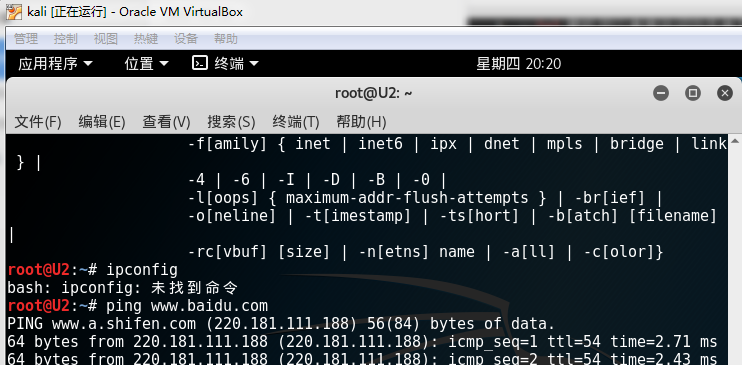 kali [正在运行] - Oracle VM VirtualBox
管理 控制 视图 热键 设备 帮助
应用程序 位置 终端 星期四 20:20
root@U2: ~
文件(F) 编辑(E) 查看(V) 搜索(S) 终端(T) 帮助(H)
-f[amily] { inet | inet6 | ipx | dnet | mpls | bridge | link
} |
-4 | -6 | -I | -D | -B | -0 |
-l[oops] { maximum-addr-flush-attempts } | -br[ief] |
-o[neline] | -t[imestamp] | -ts[hort] | -b[atch] [filename]
|
-rc[vbuf] [size] | -n[etns] name | -a[ll] | -c[olor]}
root@U2:~# ipconfig
bash: ipconfig: 未找到命令
root@U2:~# ping www.baidu.com
PING www.a.shifen.com (220.181.111.188) 56(84) bytes of data.
64 bytes from 220.181.111.188 (220.181.111.188): icmp_seq=1 ttl=54 time=2.71 ms
64 bytes from 220.181.111.188 (220.181.111.188): icmp_seq=2 ttl=54 time=2.43 ms